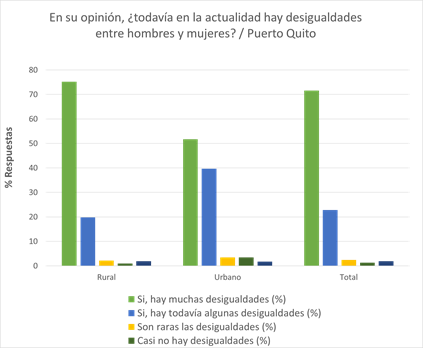 En su opinión, ¿todavía en la actualidad hay desigualdades
entre hombres y mujeres? / Puerto Quito
% Respuestas
80
70
60
50
40
30
20
10
0
Rural
Urbano
Total
Si, hay muchas desigualdades (%)
Si, hay todavía algunas desigualdades (%)
Son raras las desigualdades (%)
Casi no hay desigualdades (%)